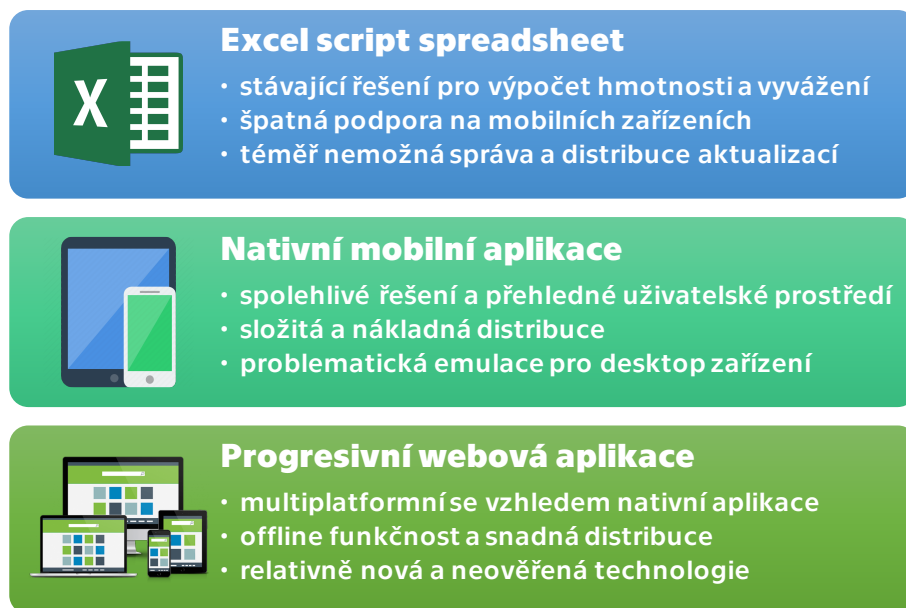 Excel script spreadsheet
• stávající řešení pro výpočet hmotnosti a vyvážení
• špatná podpora na mobilních zařízeních
• téměř nemožná správa a distribuce aktualizací
X
Nativní mobilní aplikace
• spolehlivé řešení a přehledné uživatelské prostředí
• složitá a nákladná distribuce
• problematická emulace pro desktop zařízení
Progresivní webová aplikace
• multiplatformní se vzhledem nativní aplikace
• offline funkčnost a snadná distribuce
• relativně nová a neověřená technologie